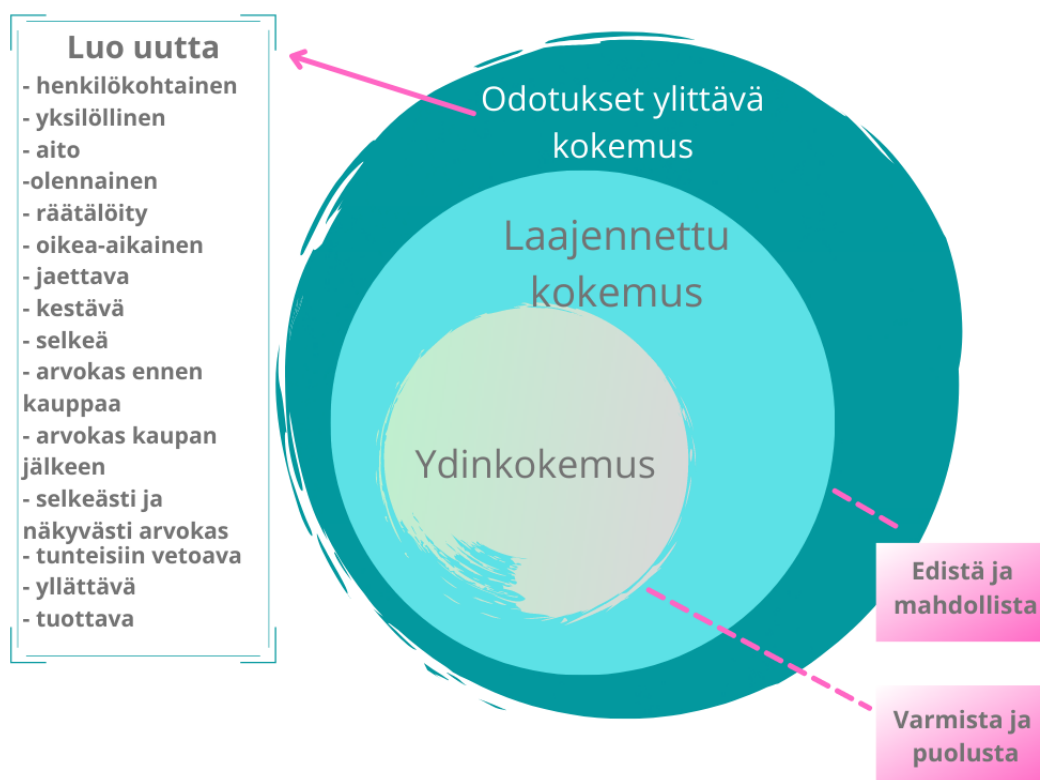 Luo uutta
- henkilökohtainen
- yksilöllinen
- aito
-olennainen
- räätälöity
- oikea-aikainen
- jaettava
- kestävä
- selkeä
- arvokas ennen
kauppaa
- arvokas kaupan
jälkeen
- selkeästi ja
näkyvästi arvokas
- tunteisiin vetoava
- yllättävä
- tuottava
Odotukset ylittävä
kokemus
Laajennettu
kokemus
Ydinkokemus
Edistä ja
mahdollista
Varmista ja
puolusta